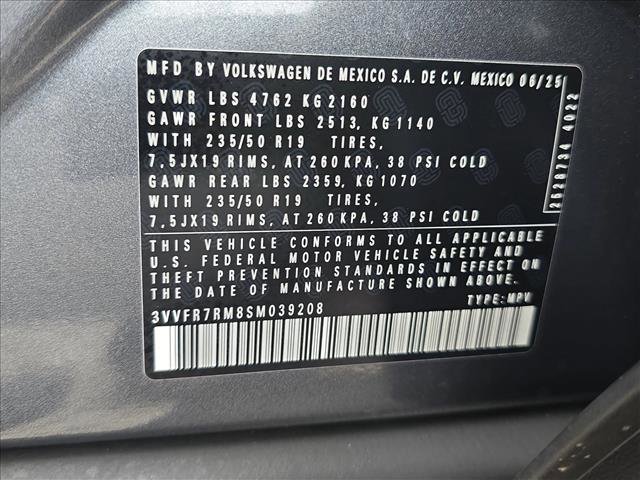 MFD BY VOLKSWAGEN DE MEXICO S.A. DE C.V. MEXICO 06/25
GVWR LBS 4762 KG 2160
GAWR FRONT LBS 2513, KG 1140
WITH 235/50 R19 TIRES,
7,5JX19 RIMS, AT 260 KPA, 38 PSI COLD
GAWR REAR LBS 2359, KG 1070
WITH 235/50 R19 TIRES,
7,5JX19 RIMS, AT 260 KPA, 38 PSI COLD
2520734 4022
THIS VEHICLE CONFORMS TO ALL APPLICABLE
U.S. FEDERAL MOTOR VEHICLE SAFETY AND
THEFT PREVENTION STANDARDS IN EFFECT ON
THE DATE OF MANUFACTURE SHOWN ABOVE.
3VVFR7RM8SM039208 TYPE: MPV